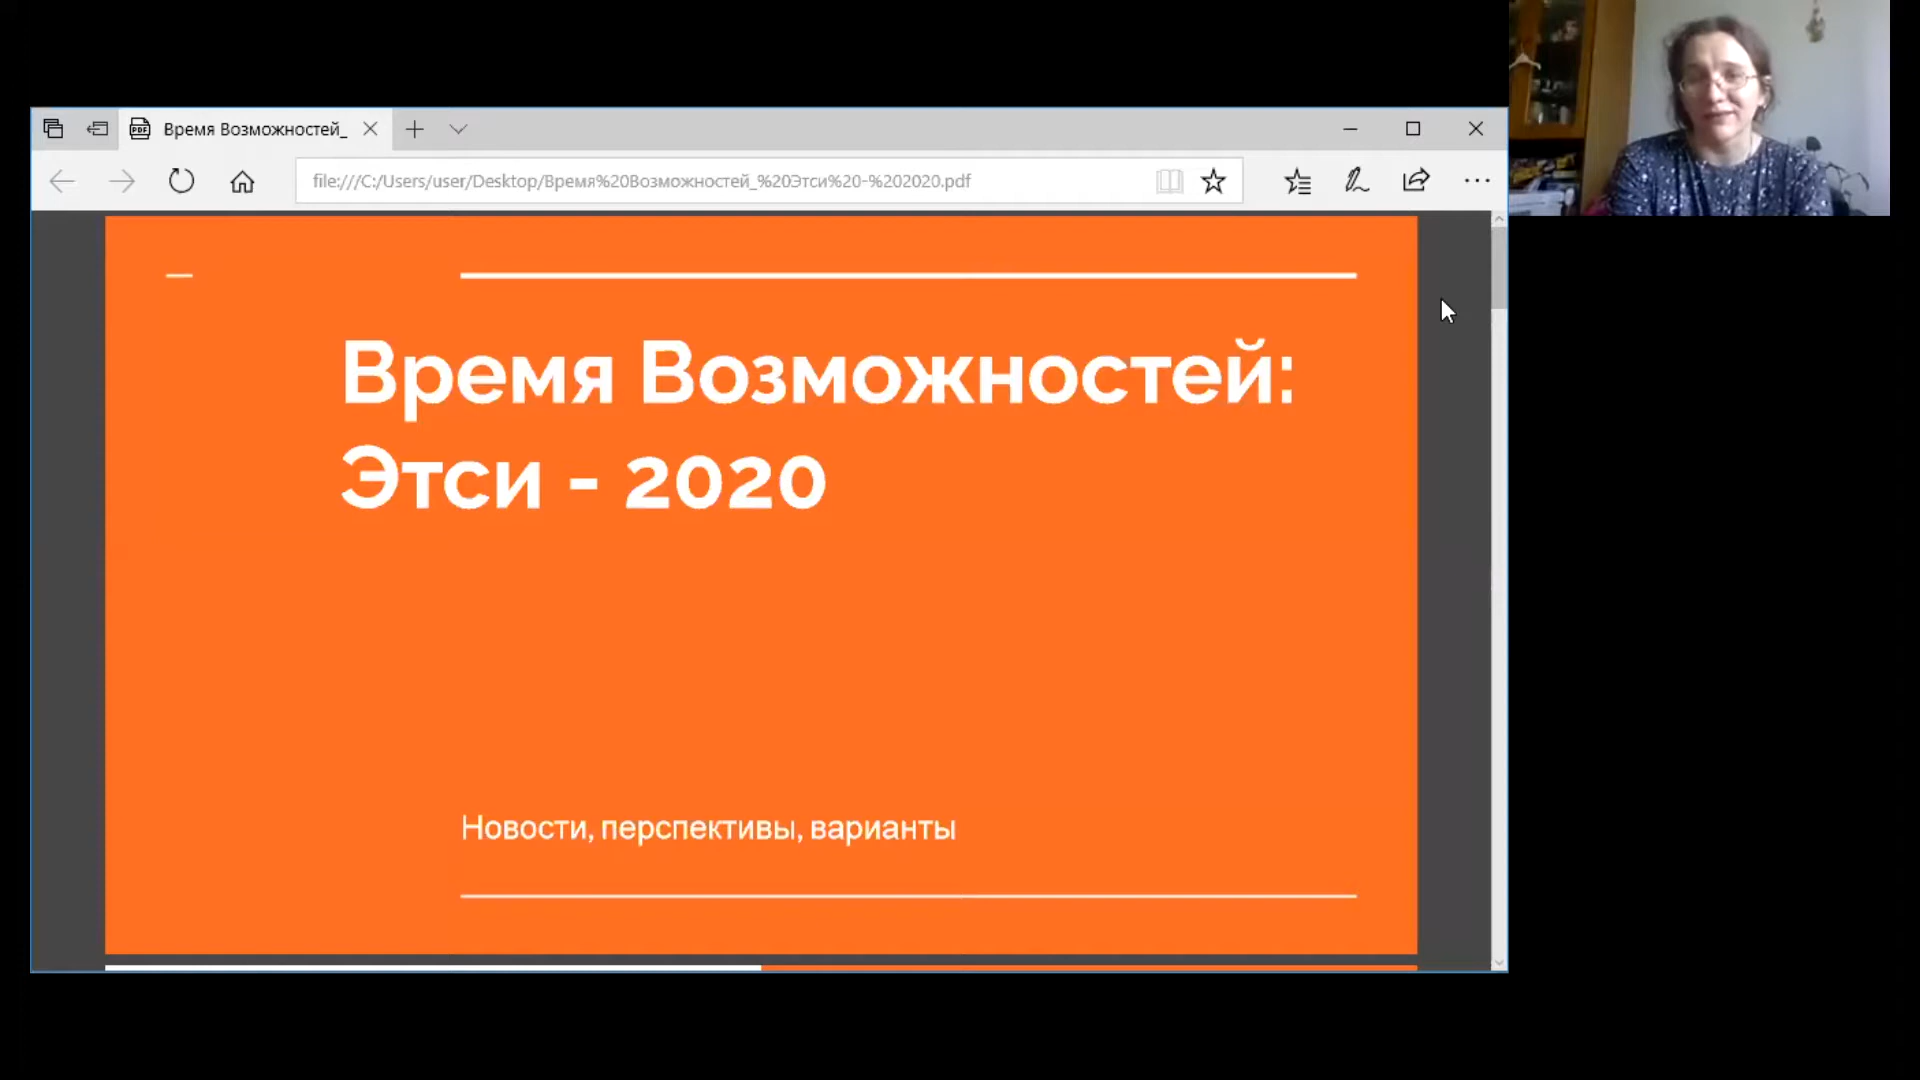 Время Возможностей_
file:///C:/Users/user/Desktop/Время%20Возможностей_%20Этси%20-%202020.pdf
Время Возможностей:
Этси - 2020
Новости, перспективы, варианты